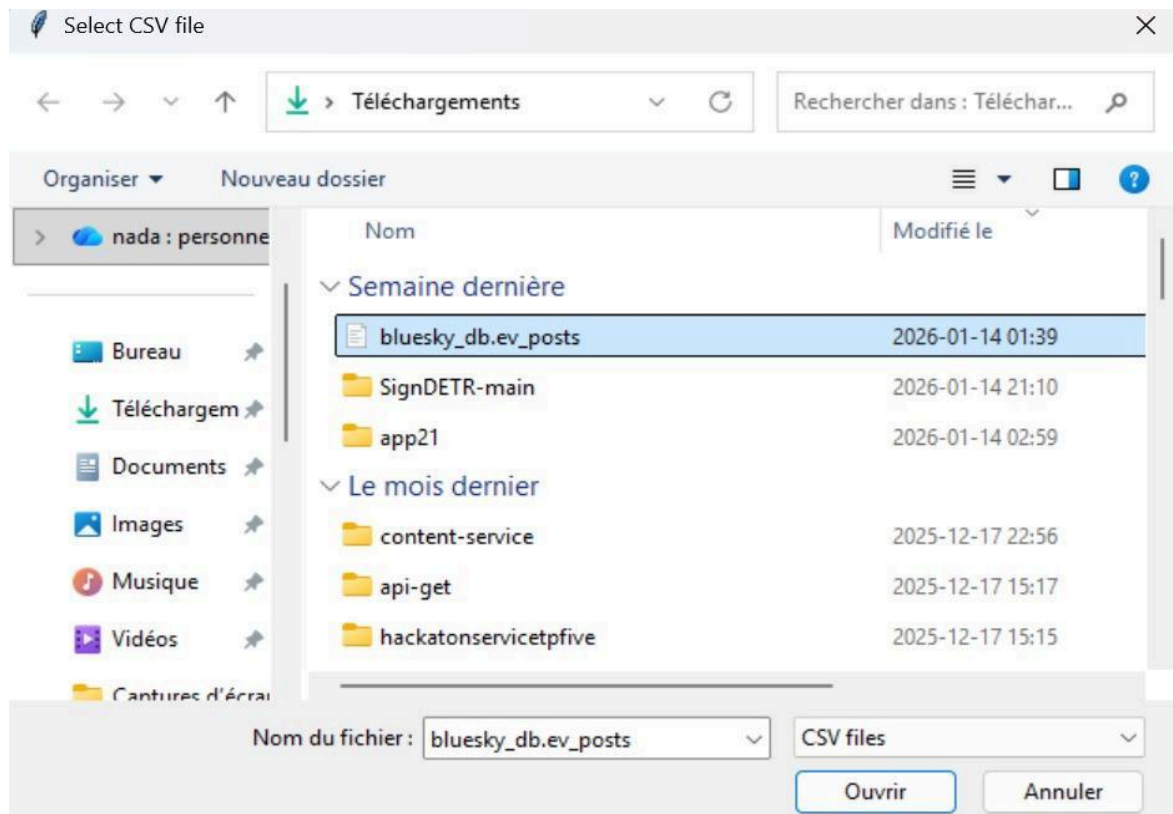 Select CSV file
Téléchargements
Rechercher dans : Téléchar...
Organiser
Nouveau dossier
nada : personne
Nom
Modifié le
Semaine dernière
bluesky_db.ev_posts 2026-01-14 01:39
SignDETR-main 2026-01-14 21:10
app21 2026-01-14 02:59
Le mois dernier
content-service 2025-12-17 22:56
api-get 2025-12-17 15:17
hackatonservicetpfive 2025-12-17 15:15
Bureau
Téléchargem
Documents
Images
Musique
Vidéos
Captures d'écra
Nom du fichier : bluesky_db.ev_posts
CSV files
Ouvrir
Annuler